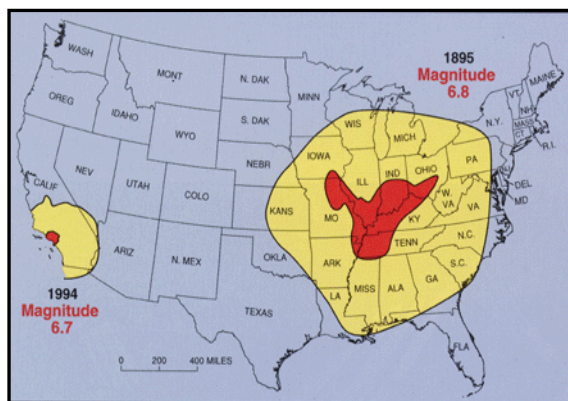 WASH
MONT
N. DAK
MINN
1895
Magnitude
6.8
MAINE
VT
NH
OREG
IDAHO
WYO
S. DAK
WIS
MICH
N.Y.
MASS
CT
R.I.
NEBR
IOWA
ILL
IND
OHIO
PA
NEV
UTAH
COLO
CALIF
KANS
MO
KY
W.
VA
VA
DEL
MD
ARIZ
N. MEX
OKLA
ARK
TENN
N.C.
S.C.
1994
Magnitude
6.7
TEXAS
LA
MISS
ALA
GA
FLA
0 200 400 MILES